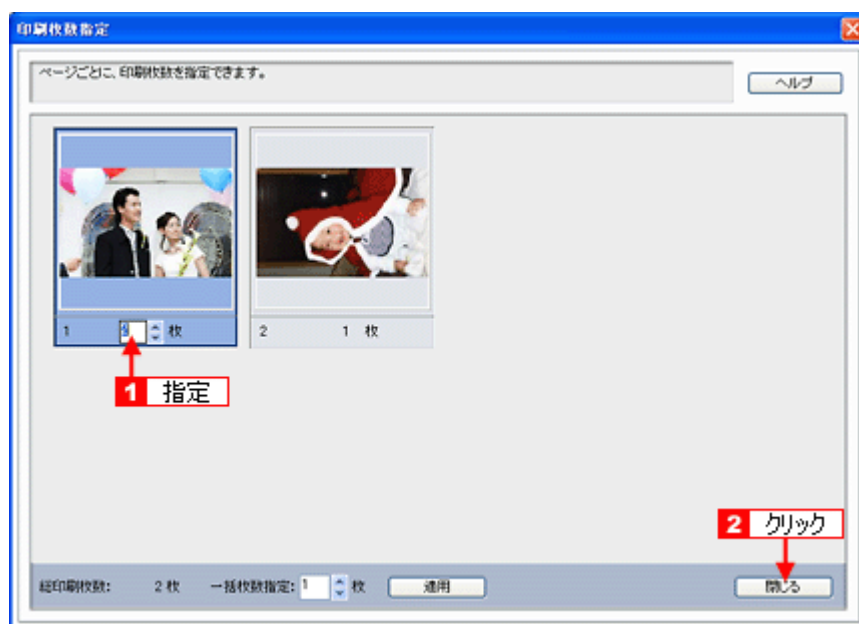 印刷枚数指定
ページごとに、印刷枚数を指定できます。
ヘルプ
1 枚
2 1 枚
1 指定
2 クリック
総印刷枚数: 2 枚 一括枚数指定: 1 枚 適用 閉じる